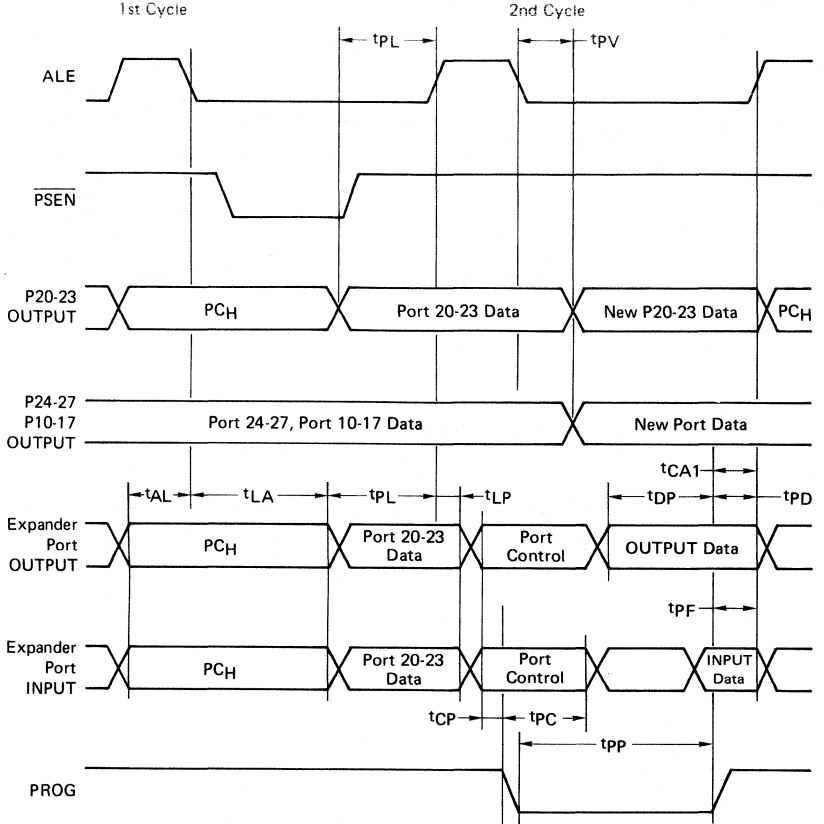 1st Cycle 2nd Cycle
tPL tPV
ALE
PSEN
P20-23
OUTPUT
PCH Port 20-23 Data New P20-23 Data PCH
P24-27
P10-17
OUTPUT
Port 24-27, Port 10-17 Data New Port Data
tCA1
tAL tLA tPL tLP tDP tPD
Expander
Port
OUTPUT
PCH
Port 20-23
Data
Port
Control
OUTPUT Data
tPF
Expander
Port
INPUT
PCH
Port 20-23
Data
Port
Control
INPUT
Data
tCP tPC
tPP
PROG